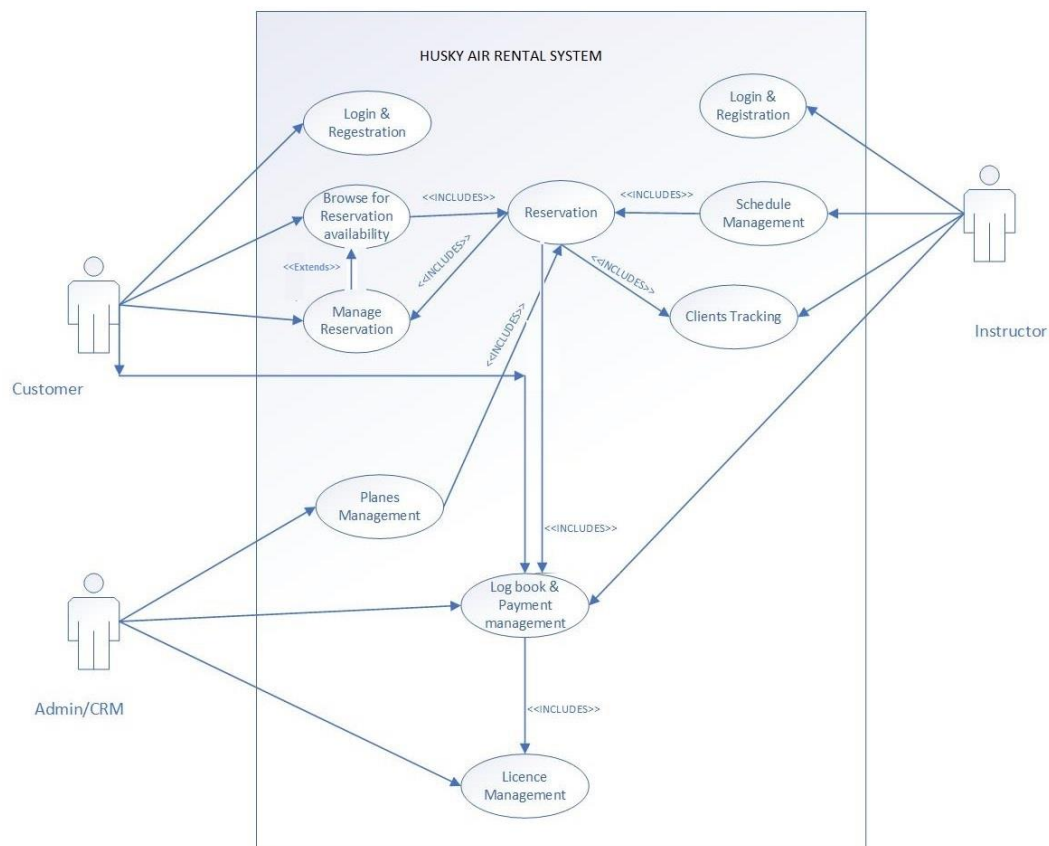 HUSKY AIR RENTAL SYSTEM
Login &
Regestration
Login &
Registration
Browse for
Reservation
availability
<<INCLUDES>>
Reservation
<<INCLUDES>>
Schedule
Management
<<Extends>>
<<INCLUDES>>
<<INCLUDES>>
Manage
Reservation
<<INCLUDES>>
Clients Tracking
Instructor
Customer
Planes
Management
<<INCLUDES>>
Log book &
Payment
management
Admin/CRM
<<INCLUDES>>
Licence
Management